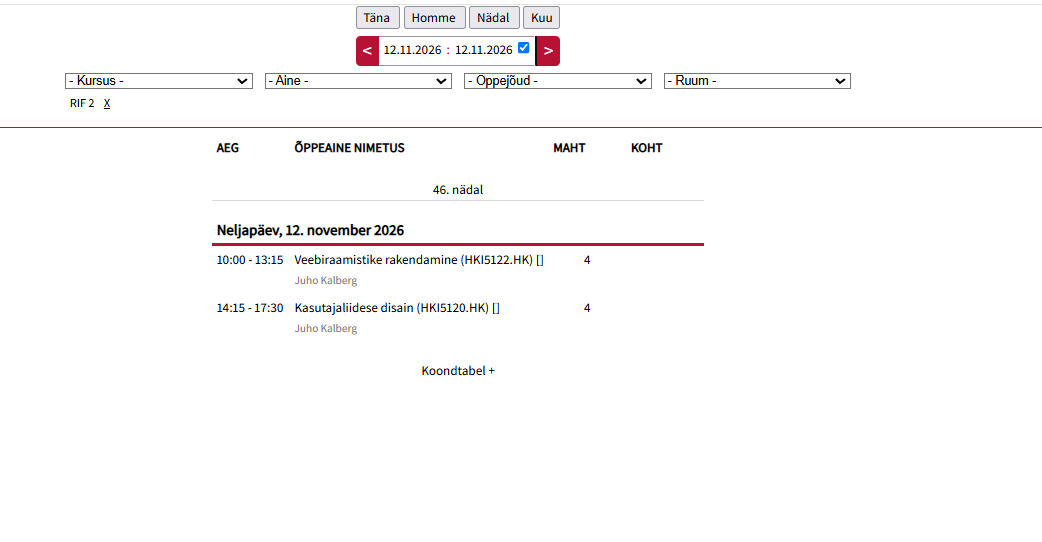 Täna Homme Nädal Kuu
< 12.11.2026 : 12.11.2026 >
- Kursus - - Aine - - Õppejõud - - Ruum -
RIF 2 X
AEG ÕPPEAINE NIMETUS MAHT KOHT
46. nädal
Neljapäev, 12. november 2026
10:00 - 13:15 Veebiraamistike rakendamine (HKI5122.HK) [] 4
Juho Kalberg
14:15 - 17:30 Kasutajaliidese disain (HKI5120.HK) [] 4
Juho Kalberg
Koondtabel +